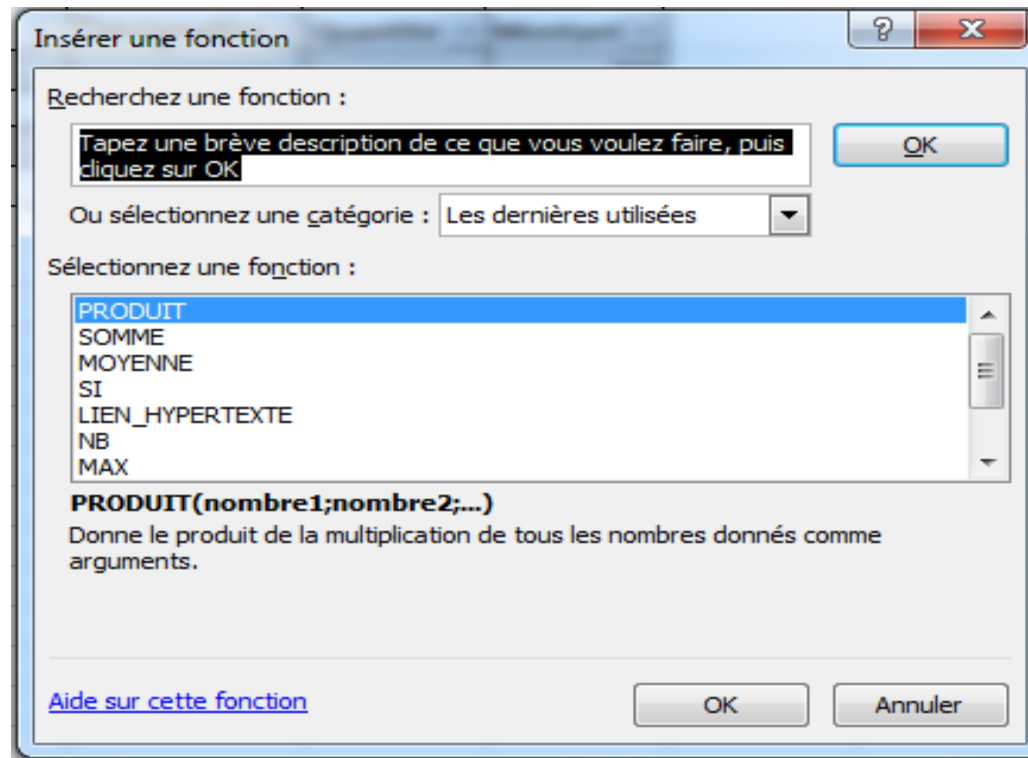 Insérer une fonction
Recherchez une fonction :
Tapez une brève description de ce que vous voulez faire, puis
cliquez sur OK
OK
Ou sélectionnez une catégorie : Les dernières utilisées
Sélectionnez une fonction :
PRODUIT
SOMME
MOYENNE
SI
LIEN_HYPERTEXTE
NB
MAX
PRODUIT(nombre1;nombre2;...)
Donne le produit de la multiplication de tous les nombres donnés comme
arguments.
Aide sur cette fonction
OK
Annuler